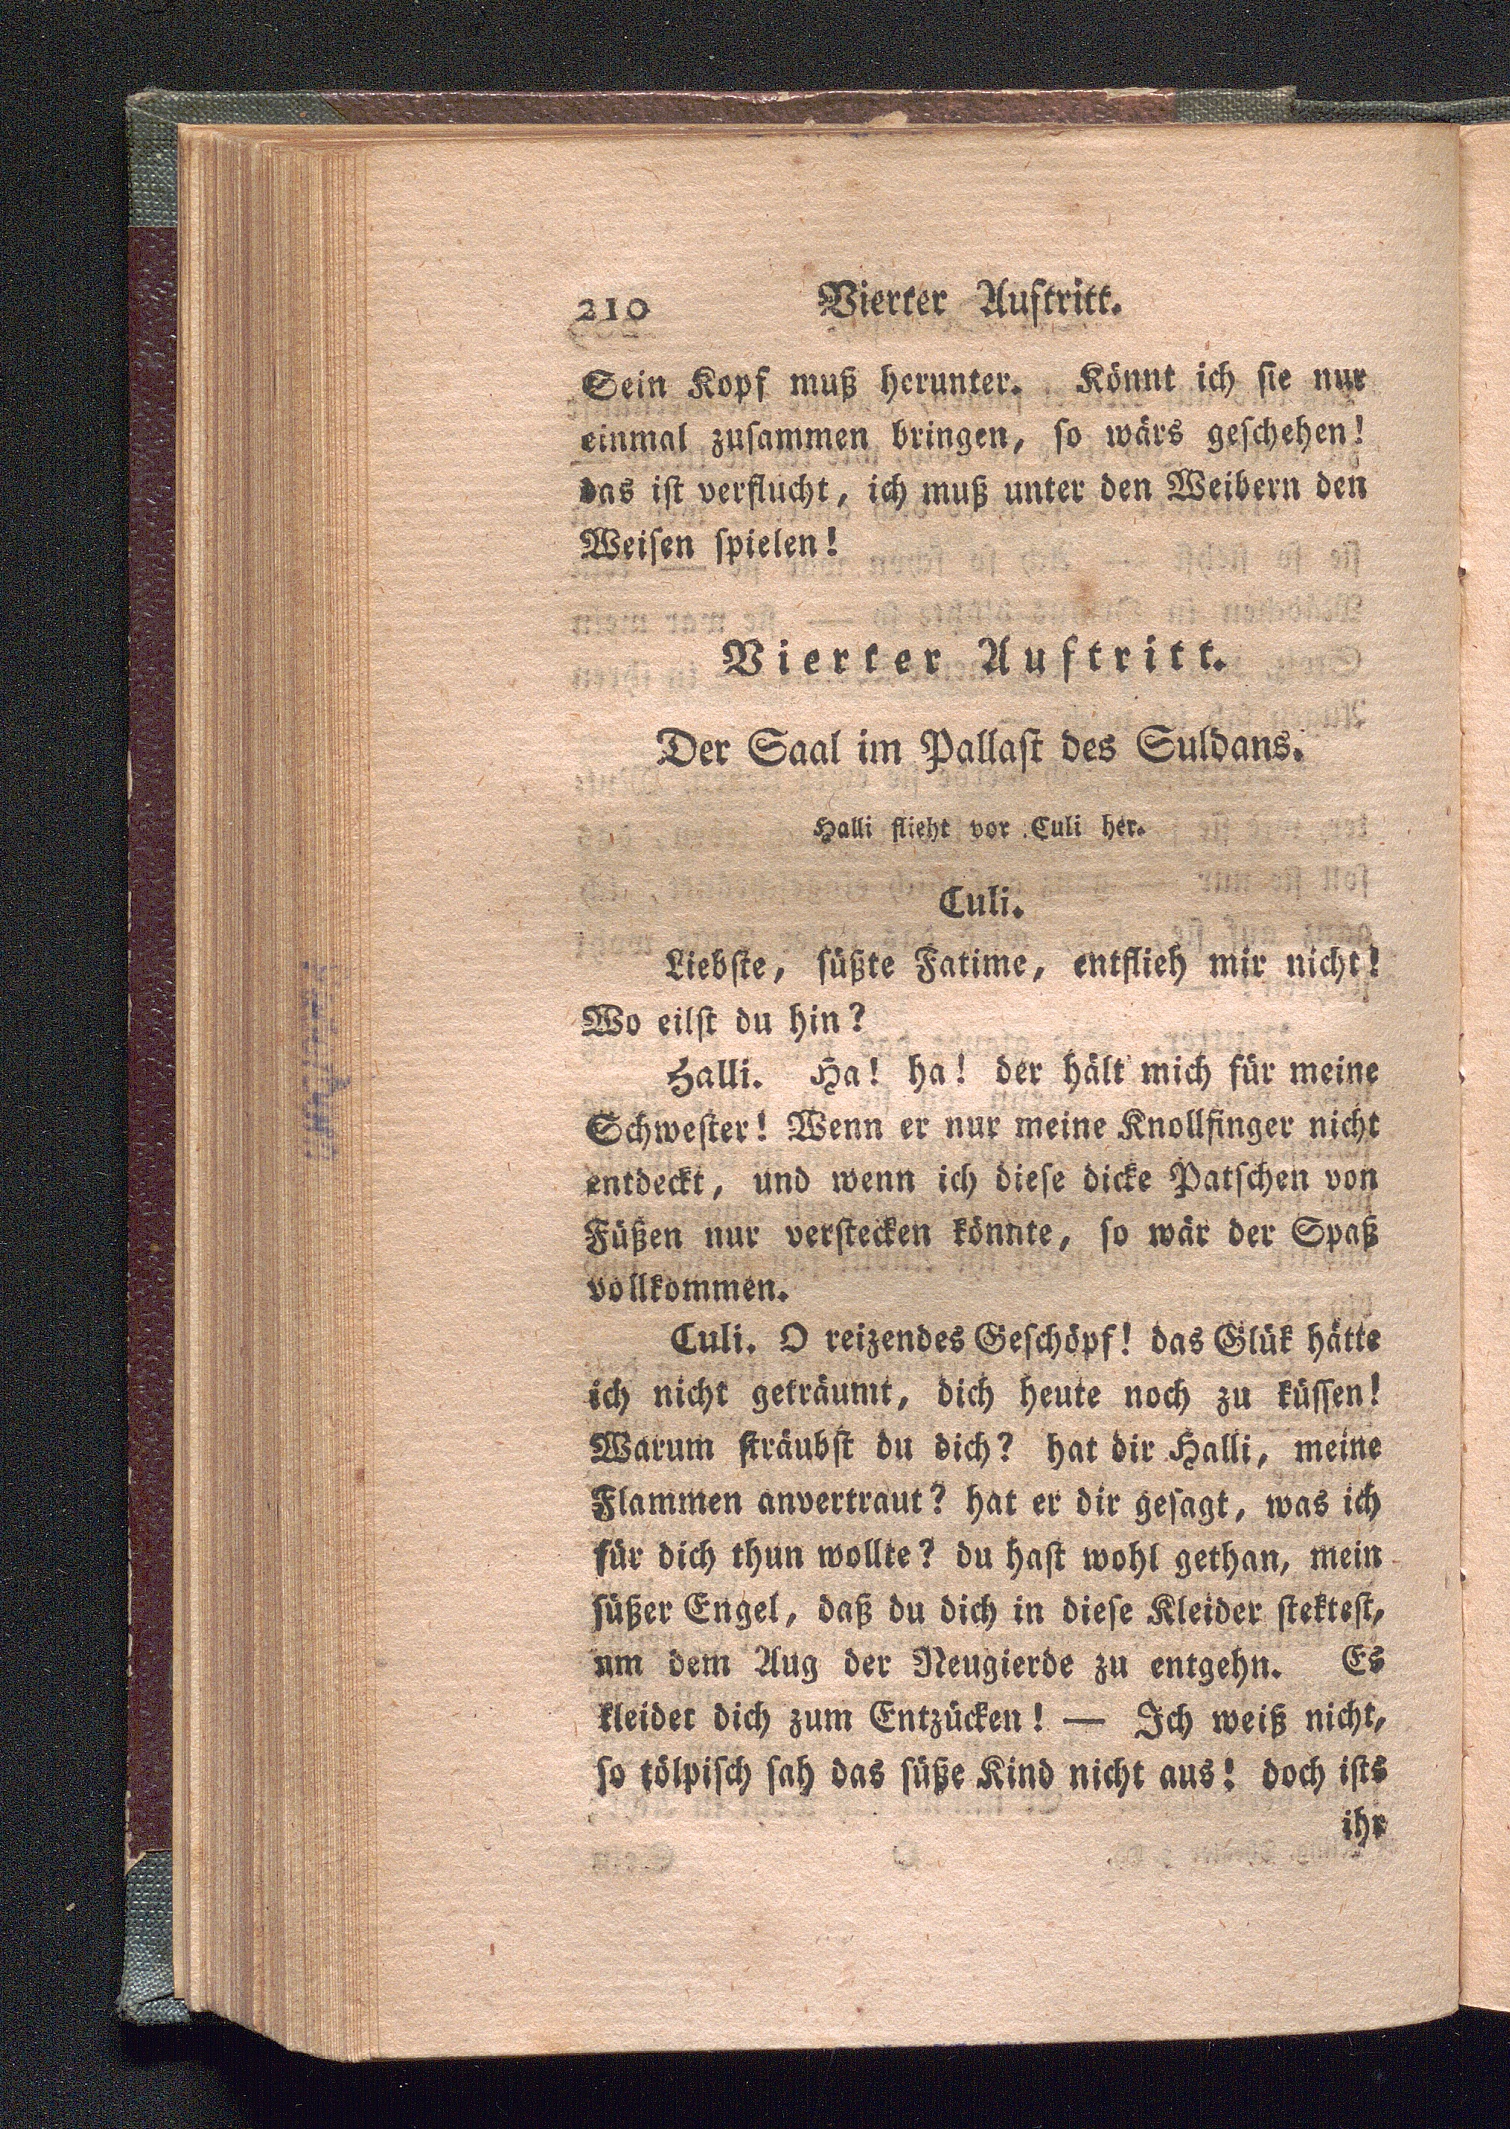 210 Vierter Auftritt.
Sein Kopf muß herunter. Könnt ich ſie nur
einmal zuſammen bringen, ſo wärs geſchehen!
das iſt verflucht, ich muß unter den Weibern den
Weiſen ſpielen!
Vierter Auftritt.
Der Saal im Pallaſt des Suldans.
Halli flieht vor Culi her.
Culi.
Liebſte, ſüßte Fatime, entflieh mir nicht!
Wo eilſt du hin?
Halli. Ha! ha! der hält mich für meine
Schweſter! Wenn er nur meine Knollfinger nicht
entdeckt, und wenn ich dieſe dicke Patſchen von
Füßen nur verſtecken könnte, ſo wär der Spaß
vollkommen.
Culi. O reizendes Geſchöpf! das Glük hätte
ich nicht geträumt, dich heute noch zu küſſen!
Warum ſträubſt du dich? hat dir Halli, meine
Flammen anvertraut? hat er dir geſagt, was ich
für dich thun wollte? du haſt wohl gethan, mein
ſüßer Engel, daß du dich in dieſe Kleider ſtekteſt,
um dem Aug der Neugierde zu entgehn. Es
kleidet dich zum Entzücken! — Ich weiß nicht,
ſo tölpiſch ſah das ſüße Kind nicht aus! doch iſts
ihr